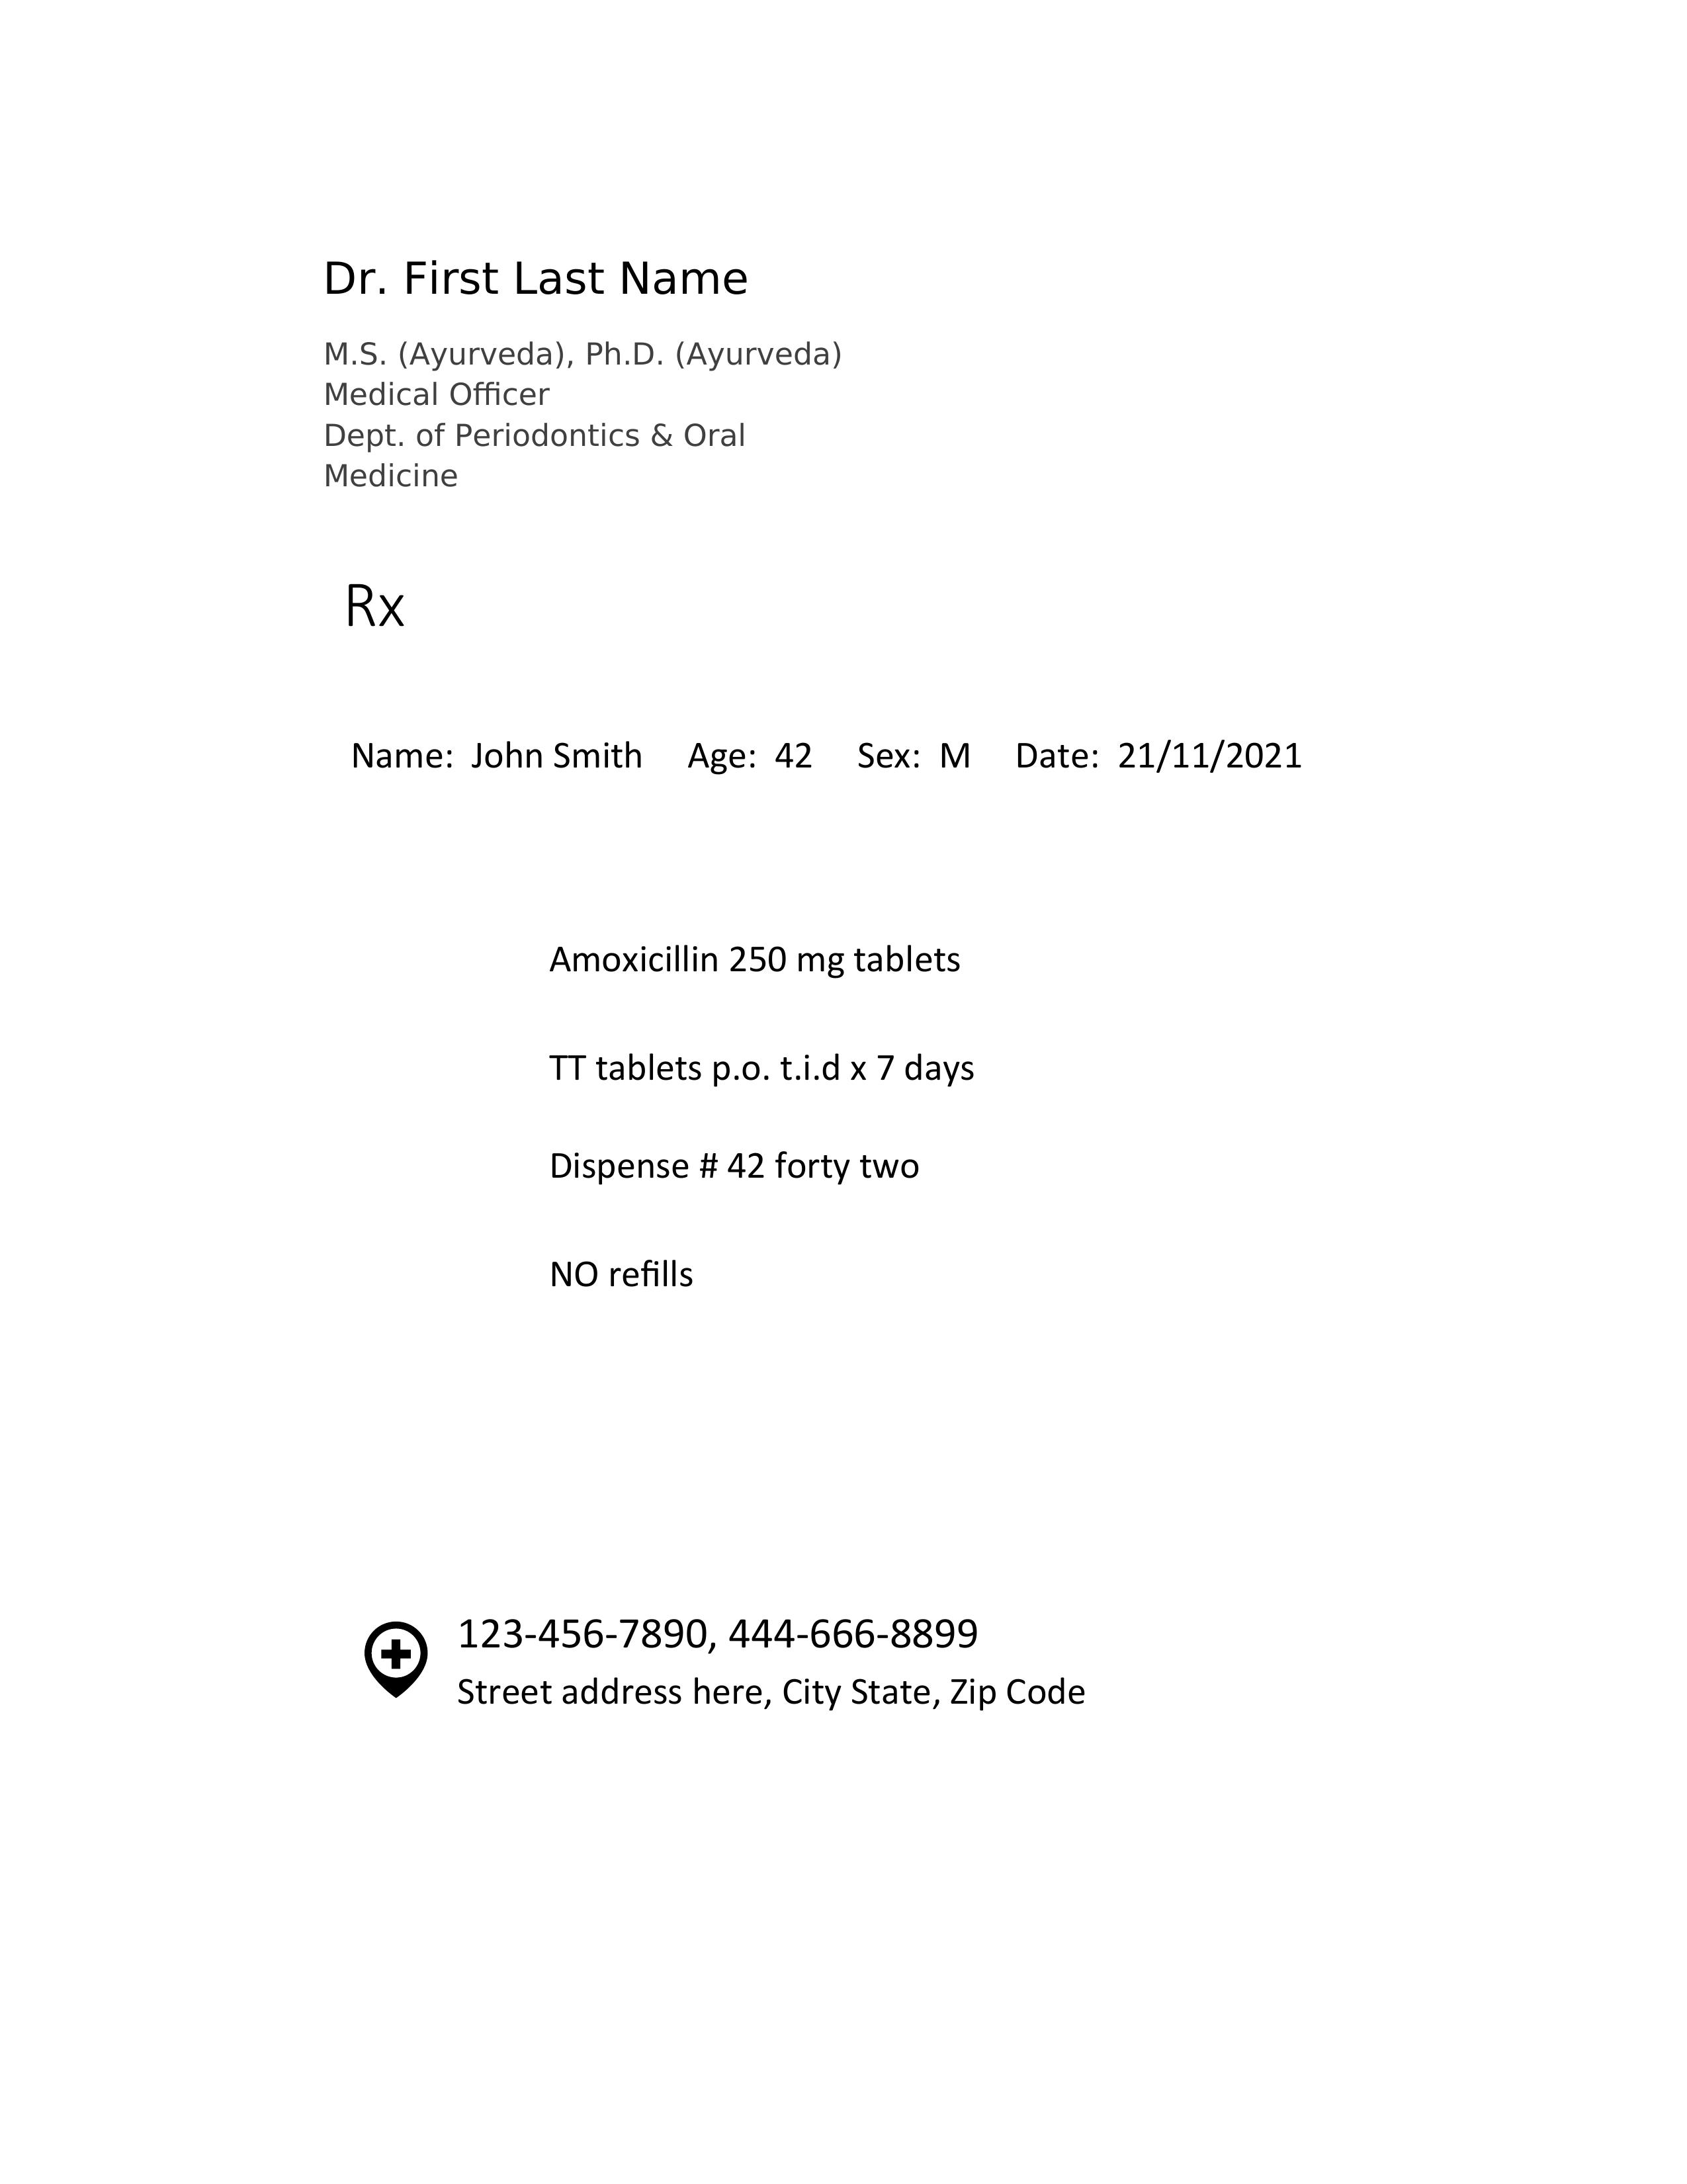 Dr. First Last Name
M.S. (Ayurveda), Ph.D. (Ayurveda)
Medical Officer
Dept. of Periodontics & Oral
Medicine
Rx
Name: John Smith Age: 42 Sex: M Date: 21/11/2021
Amoxicillin 250 mg tablets
TT tablets p.o. t.i.d x 7 days
Dispense # 42 forty two
NO refills
123-456-7890, 444-666-8899
Street address here, City State, Zip Code